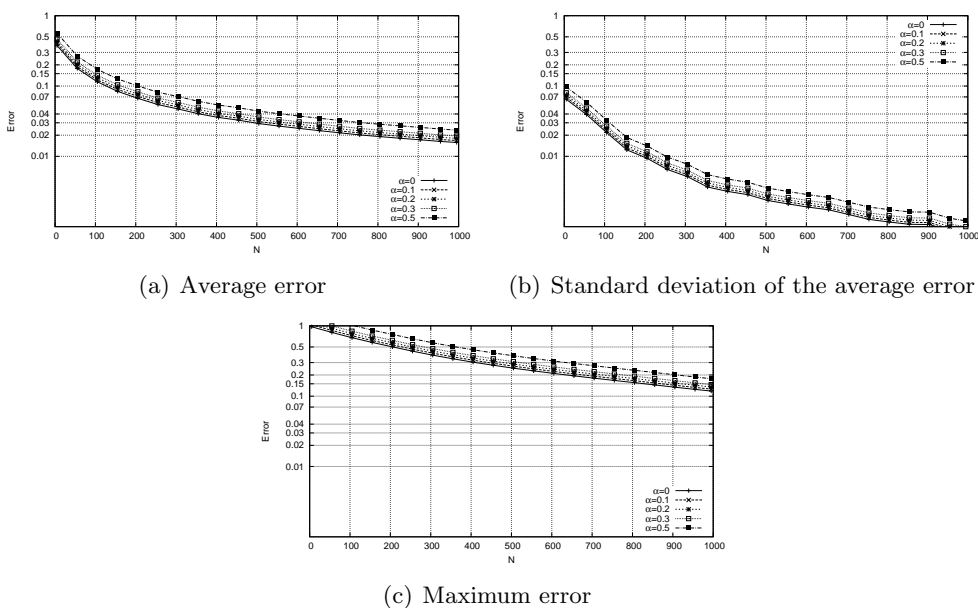 1
0.5
0.3
0.2
0.15
0.1
0.07
0.04
0.03
0.02
0.01
Error
0 100 200 300 400 500 600 700 800 900 1000
N
α=0
α=0.1
α=0.2
α=0.3
α=0.5
(a) Average error
1
0.5
0.3
0.2
0.15
0.1
0.07
0.04
0.03
0.02
0.01
Error
0 100 200 300 400 500 600 700 800 900 1000
N
α=0
α=0.1
α=0.2
α=0.3
α=0.5
(b) Standard deviation of the average error
1
0.5
0.3
0.2
0.15
0.1
0.07
0.04
0.03
0.02
0.01
Error
0 100 200 300 400 500 600 700 800 900 1000
N
α=0
α=0.1
α=0.2
α=0.3
α=0.5
(c) Maximum error